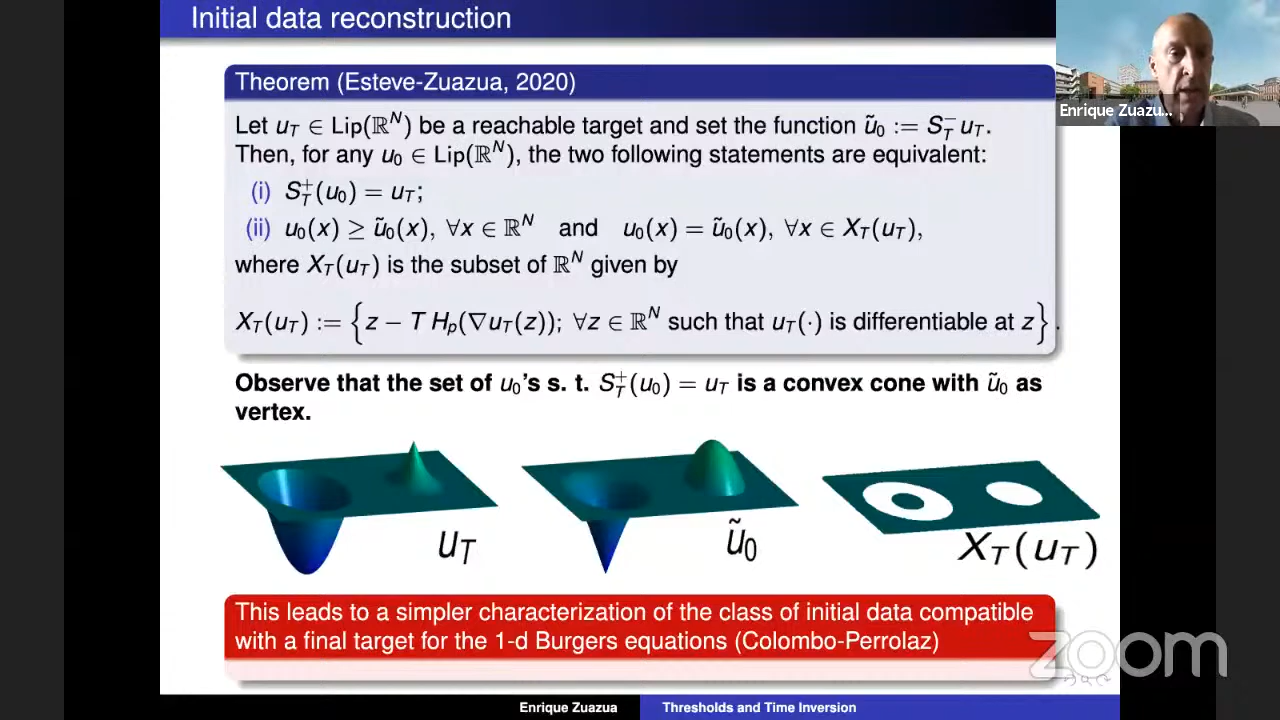 Initial data reconstruction
Theorem (Esteve-Zuazua, 2020)
Let u_T ∈ Lip(ℝ^N) be a reachable target and set the function ũ_0 := S_T^- u_T.
Then, for any u_0 ∈ Lip(ℝ^N), the two following statements are equivalent:
(i) S_T^+(u_0) = u_T;
(ii) u_0(x) ≥ ũ_0(x), ∀x ∈ ℝ^N and u_0(x) = ũ_0(x), ∀x ∈ X_T(u_T),
where X_T(u_T) is the subset of ℝ^N given by
X_T(u_T) := { z − T H_p(∇u_T(z)); ∀z ∈ ℝ^N such that u_T(·) is differentiable at z } .
Observe that the set of u_0's s. t. S_T^+(u_0) = u_T is a convex cone with ũ_0 as
vertex.
u_T
ũ_0
X_T(u_T)
This leads to a simpler characterization of the class of initial data compatible
with a final target for the 1-d Burgers equations (Colombo-Perrolaz)
Enrique Zuazua
Thresholds and Time Inversion
Enrique Zuazu...
zoom